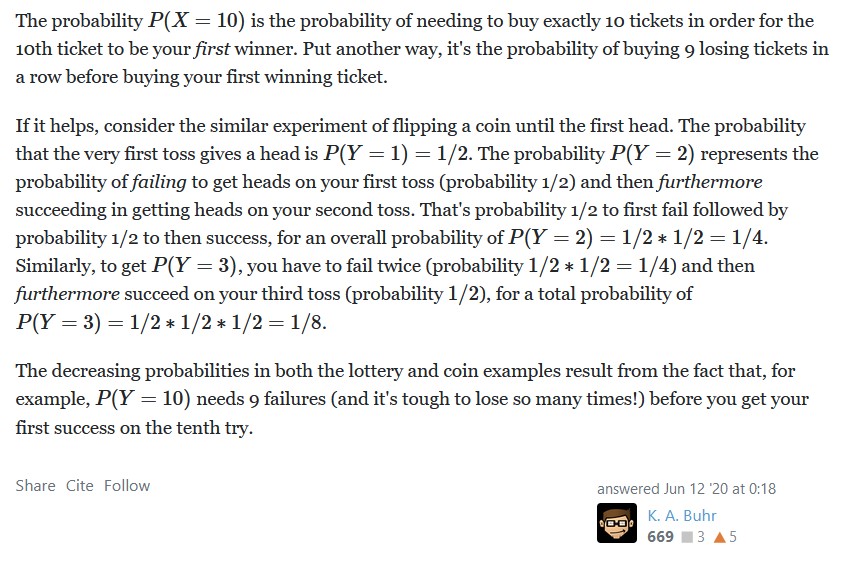 The probability P(X = 10) is the probability of needing to buy exactly 10 tickets in order for the
10th ticket to be your first winner. Put another way, it's the probability of buying 9 losing tickets in
a row before buying your first winning ticket.
If it helps, consider the similar experiment of flipping a coin until the first head. The probability
that the very first toss gives a head is P(Y = 1) = 1/2. The probability P(Y = 2) represents the
probability of failing to get heads on your first toss (probability 1/2) and then furthermore
succeeding in getting heads on your second toss. That's probability 1/2 to first fail followed by
probability 1/2 to then success, for an overall probability of P(Y = 2) = 1/2 * 1/2 = 1/4.
Similarly, to get P(Y = 3), you have to fail twice (probability 1/2 * 1/2 = 1/4) and then
furthermore succeed on your third toss (probability 1/2), for a total probability of
P(Y = 3) = 1/2 * 1/2 * 1/2 = 1/8.
The decreasing probabilities in both the lottery and coin examples result from the fact that, for
example, P(Y = 10) needs 9 failures (and it's tough to lose so many times!) before you get your
first success on the tenth try.
Share Cite Follow
answered Jun 12 '20 at 0:18
K. A. Buhr
669 3 5